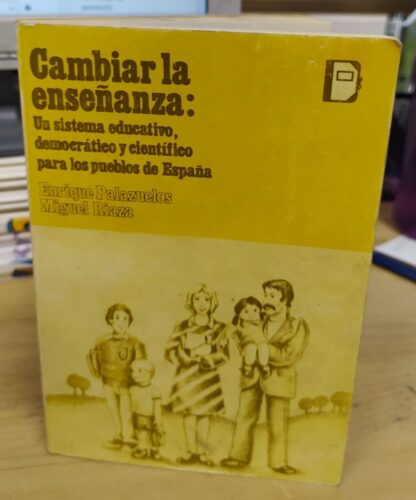 Cambiar la
enseñanza:
Un sistema educativo,
democrático y científico
para los pueblos de España
Enrique Palazuelos
Miguel Riaza